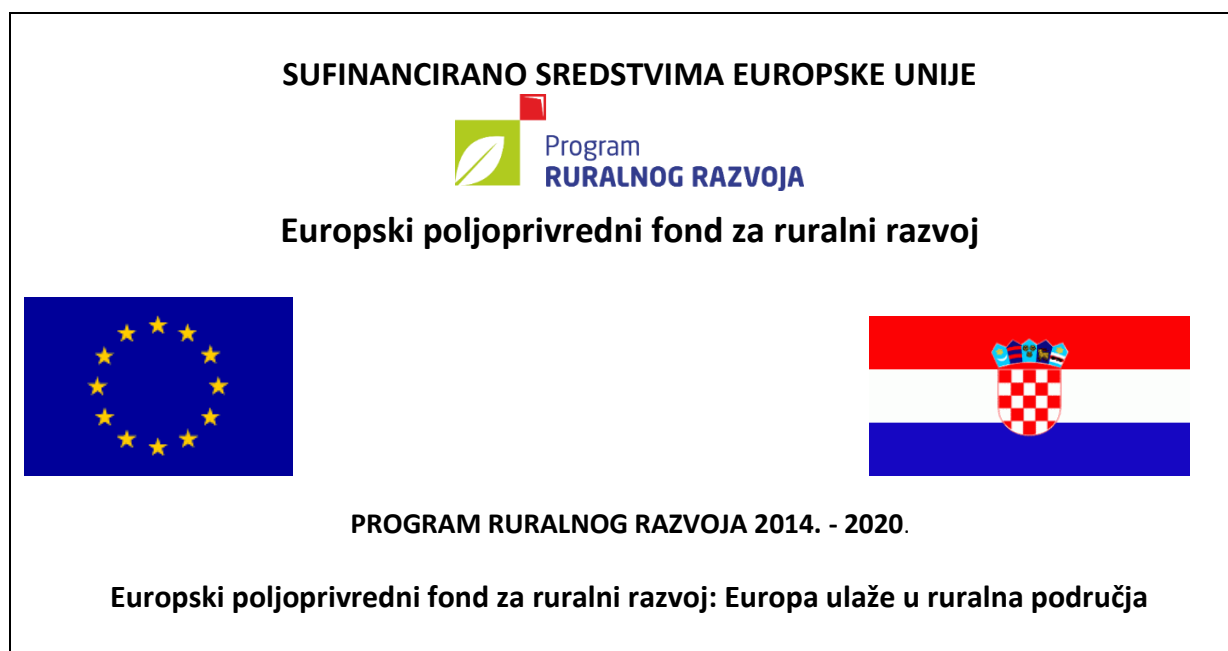 SUFINANCIRANO SREDSTVIMA EUROPSKE UNIJE
Program
RURALNOG RAZVOJA
Europski poljoprivredni fond za ruralni razvoj
PROGRAM RURALNOG RAZVOJA 2014. - 2020.
Europski poljoprivredni fond za ruralni razvoj: Europa ulaže u ruralna područja